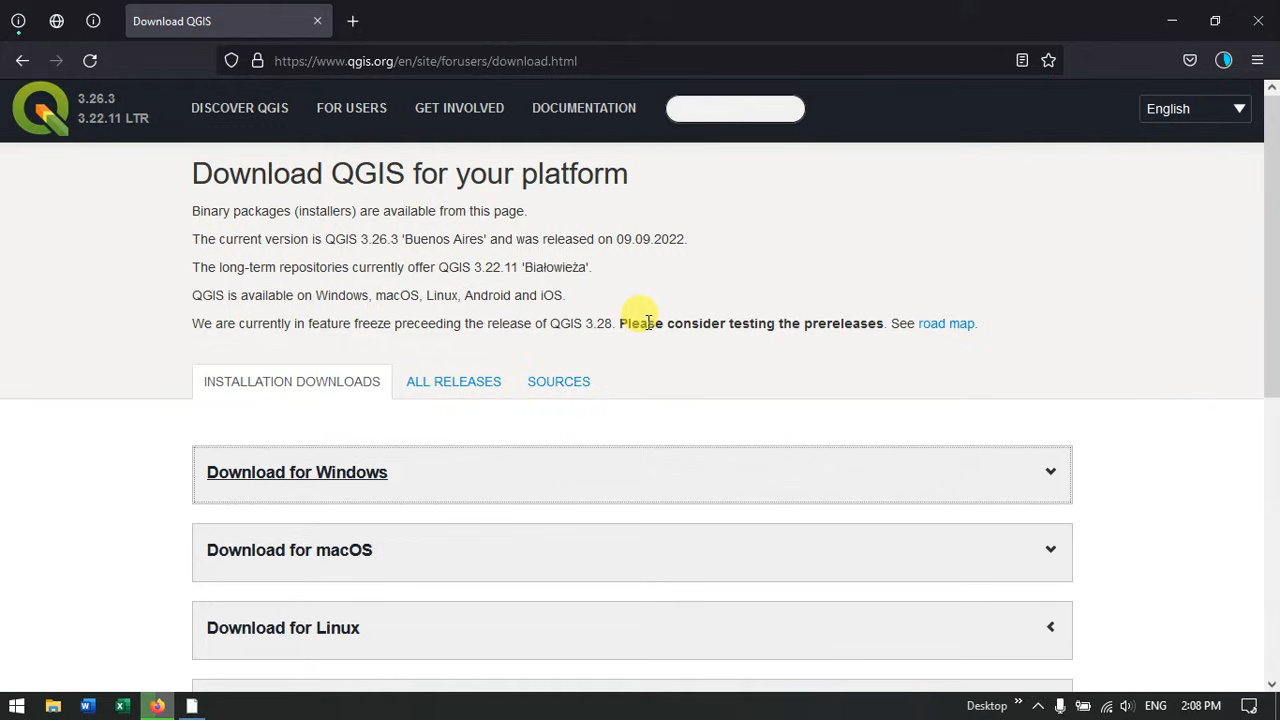 Download QGIS
https://www.qgis.org/en/site/forusers/download.html
3.26.3
3.22.11 LTR
DISCOVER QGIS FOR USERS GET INVOLVED DOCUMENTATION
English
Download QGIS for your platform
Binary packages (installers) are available from this page.
The current version is QGIS 3.26.3 'Buenos Aires' and was released on 09.09.2022.
The long-term repositories currently offer QGIS 3.22.11 'Białowieża'.
QGIS is available on Windows, macOS, Linux, Android and iOS.
We are currently in feature freeze preceeding the release of QGIS 3.28. Please consider testing the prereleases. See road map.
INSTALLATION DOWNLOADS ALL RELEASES SOURCES
Download for Windows
Download for macOS
Download for Linux
Desktop ENG 2:08 PM